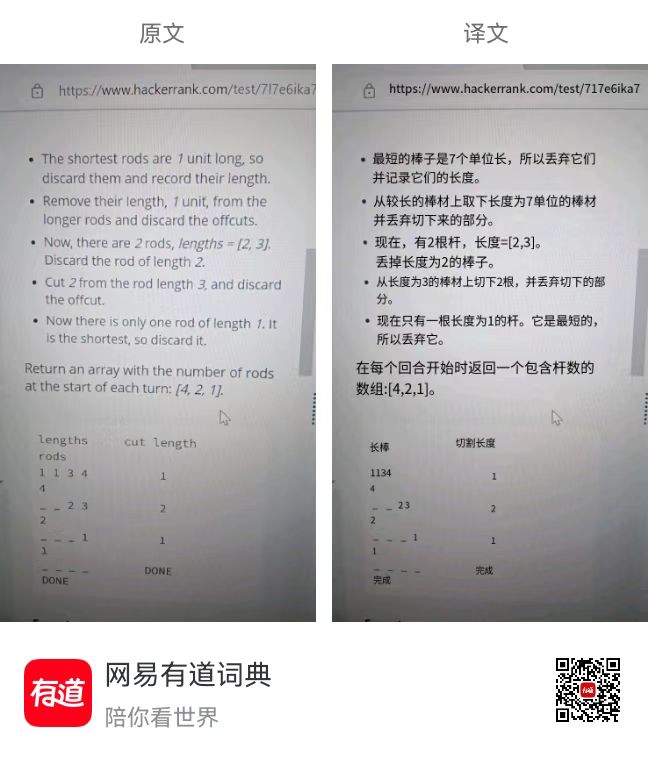 原文
译文
https://www.hackerrank.com/test/717e6ika7
• The shortest rods are 1 unit long, so
discard them and record their length.
• Remove their length, 1 unit, from the
longer rods and discard the offcuts.
• Now, there are 2 rods, lengths = [2, 3].
Discard the rod of length 2.
• Cut 2 from the rod length 3, and discard
the offcut.
• Now there is only one rod of length 1. It
is the shortest, so discard it.
Return an array with the number of rods
at the start of each turn: [4, 2, 1].
lengths cut length
rods
1 1 3 4 1
4
_ _ 2 3 2
2
_ _ _ 1 1
1
_ _ _ _ DONE
DONE
https://www.hackerrank.com/test/717e6ika7
• 最短的棒子是7个单位长，所以丢弃它们
并记录它们的长度。
• 从较长的棒材上取下长度为7单位的棒材
并丢弃切下来的部分。
• 现在，有2根杆，长度=[2,3]。
丢掉长度为2的棒子。
• 从长度为3的棒材上切下2根，并丢弃切下的部
分。
• 现在只有一根长度为1的杆。它是最短的，
所以丢弃它。
在每个回合开始时返回一个包含杆数的
数组:[4,2,1]。
长棒 切割长度
1134 1
4
_ _ 23 2
2
_ _ _ 1 1
1
_ _ _ _ 完成
完成
有道
网易有道词典
陪你看世界
有道